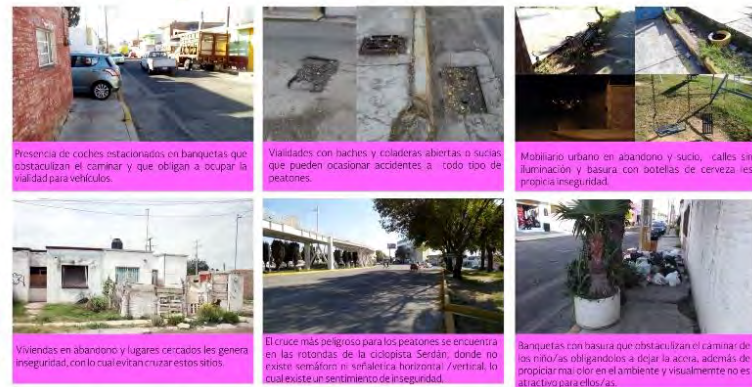 Presencia de coches estacionados en banquetas que
obstaculizan el caminar y que obligan a ocupar la
vialidad para vehículos.
Vialidades con baches y coladeras abiertas o sucias
que pueden ocasionar accidentes a todo tipo de
peatones.
Mobiliario urbano en abandono y sucio, calles sin
iluminación y basura con botellas de cerveza les
propicia inseguridad.
Viviendas en abandono y lugares cercados les genera
inseguridad, con lo cual evitan cruzar estos sitios.
El cruce más peligroso para los peatones se encuentra
en las rotondas de la ciclopista Serdán, donde no
existe semáforo ni señaletica horizontal /vertical, lo
cual existe un sentimiento de inseguridad.
Banquetas con basura que obstaculizan el caminar de
los niño/as obligandolos a dejar la acera, además de
propiciar mal olor en el ambiente y visualmemte no es
atractivo para ellos/as.